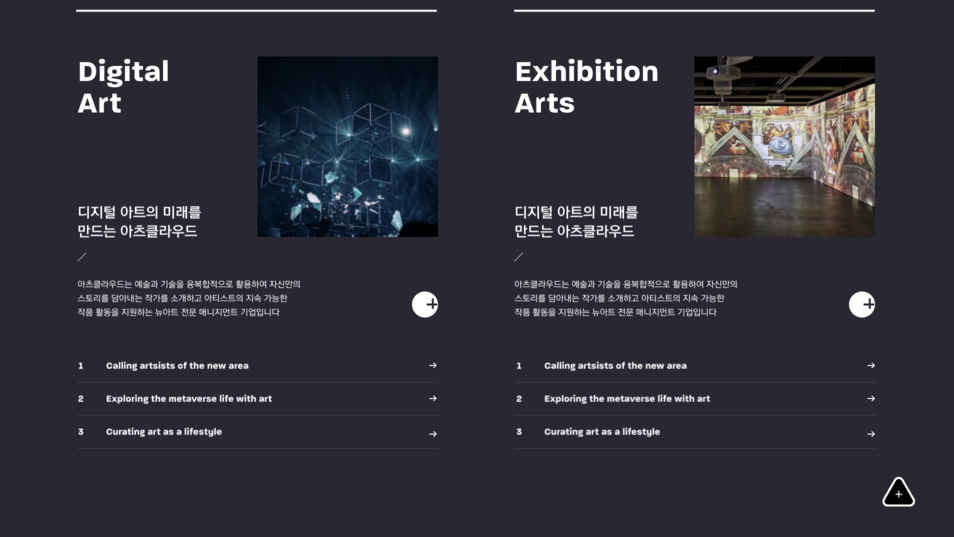 Digital
Art
디지털 아트의 미래를
만드는 아츠클라우드
아츠클라우드는 예술과 기술을 융복합적으로 활용하여 자신만의
스토리를 담아내는 작가를 소개하고 아티스트의 지속 가능한
작품 활동을 지원하는 뉴아트 전문 매니지먼트 기업입니다
1 Calling artsists of the new area
2 Exploring the metaverse life with art
3 Curating art as a lifestyle
Exhibition
Arts
디지털 아트의 미래를
만드는 아츠클라우드
아츠클라우드는 예술과 기술을 융복합적으로 활용하여 자신만의
스토리를 담아내는 작가를 소개하고 아티스트의 지속 가능한
작품 활동을 지원하는 뉴아트 전문 매니지먼트 기업입니다
1 Calling artsists of the new area
2 Exploring the metaverse life with art
3 Curating art as a lifestyle